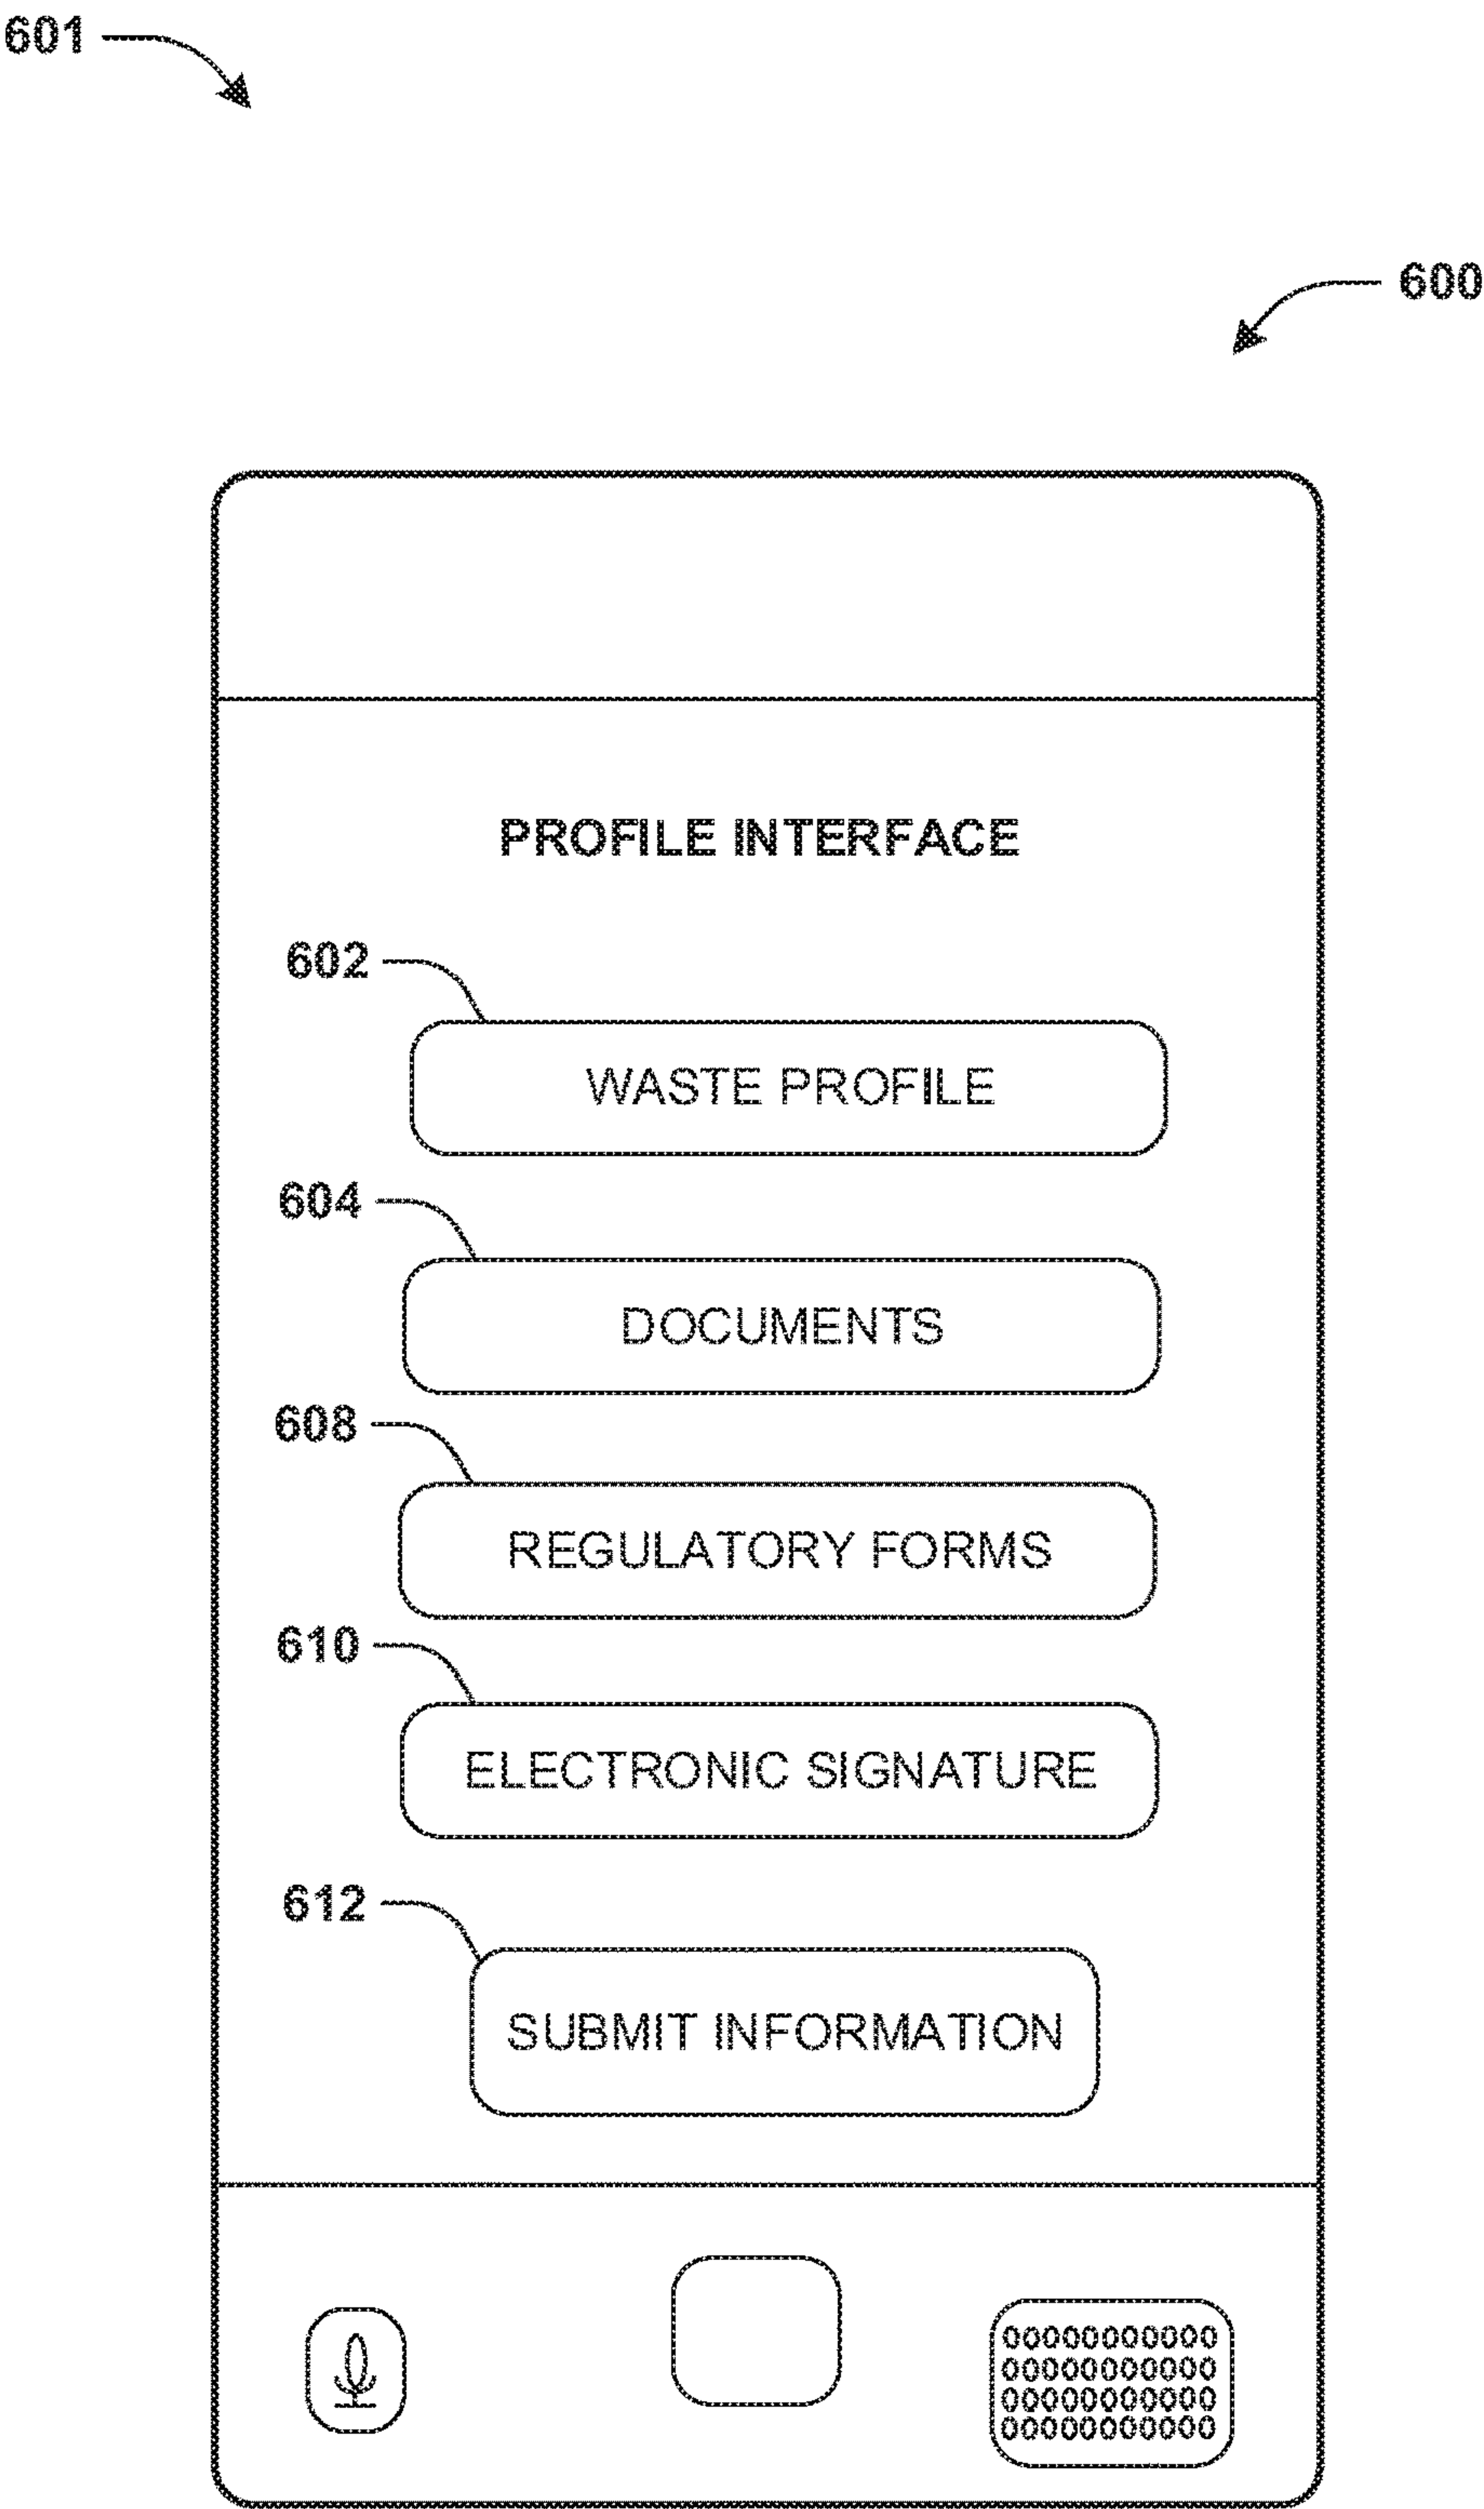 601
600
PROFILE INTERFACE
602
WASTE PROFILE
604
DOCUMENTS
608
REGULATORY FORMS
610
ELECTRONIC SIGNATURE
612
SUBMIT INFORMATION